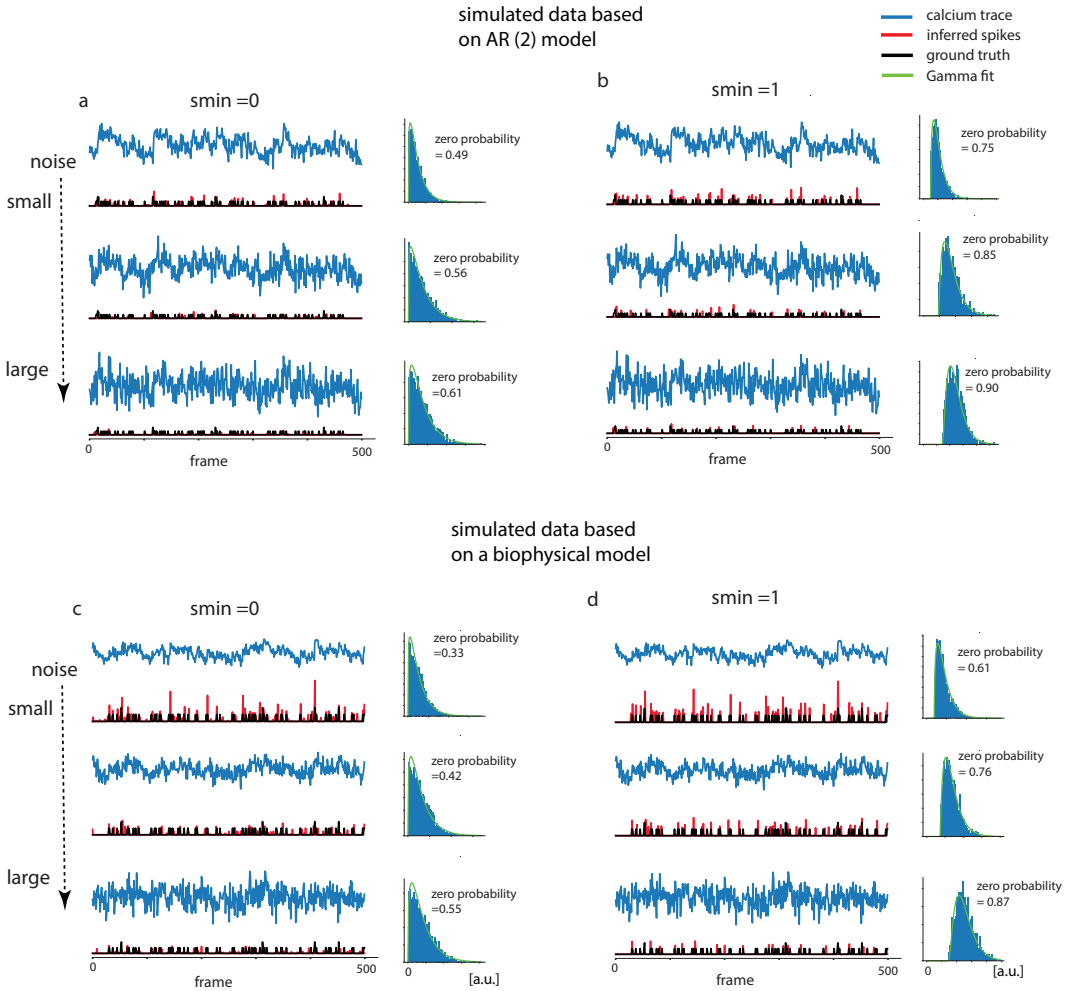 simulated data based
on AR (2) model
calcium trace
inferred spikes
ground truth
Gamma fit
a
smin =0
noise
small
large
zero probability
= 0.49
zero probability
= 0.56
zero probability
=0.61
0
500
frame
b
smin =1
zero probability
= 0.75
zero probability
= 0.85
zero probability
= 0.90
0
500
frame
simulated data based
on a biophysical model
c
smin =0
noise
small
large
zero probability
=0.33
zero probability
=0.42
zero probability
=0.55
0
500
0
[a.u.]
d
smin =1
zero probability
= 0.61
zero probability
= 0.76
zero probability
= 0.87
0
500
0
[a.u.]